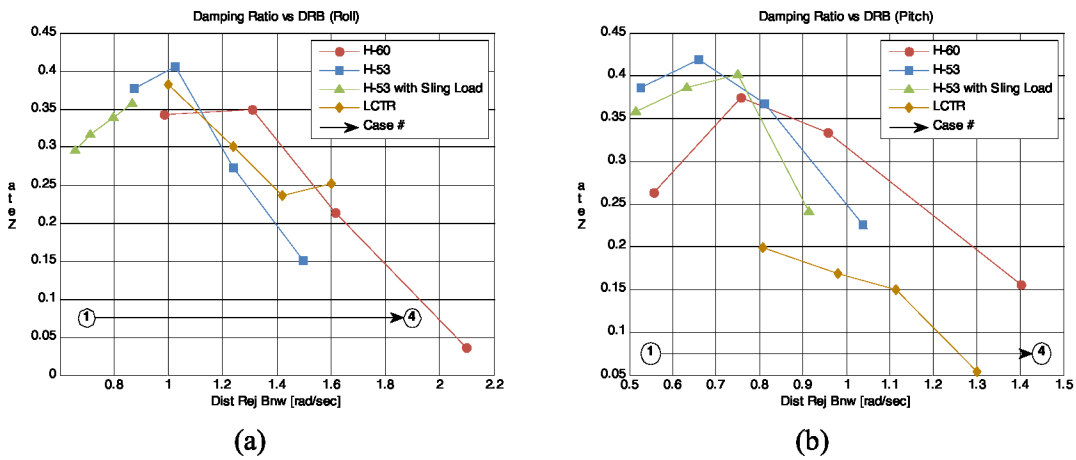 Damping Ratio vs DRB (Roll)
0.45
0.4
0.35
0.3
0.25
0.2
0.15
0.1
0.05
0
a
t
e
Z
H-60
H-53
H-53 with Sling Load
LCTR
Case #
1
4
0.8
1
1.2
1.4
1.6
1.8
2
2.2
Dist Rej Bnw [rad/sec]
(a)
Damping Ratio vs DRB (Pitch)
0.45
0.4
0.35
0.3
0.25
0.2
0.15
0.1
0.05
a
t
e
Z
H-60
H-53
H-53 with Sling Load
LCTR
Case #
1
4
0.5
0.6
0.7
0.8
0.9
1
1.1
1.2
1.3
1.4
1.5
Dist Rej Bnw [rad/sec]
(b)